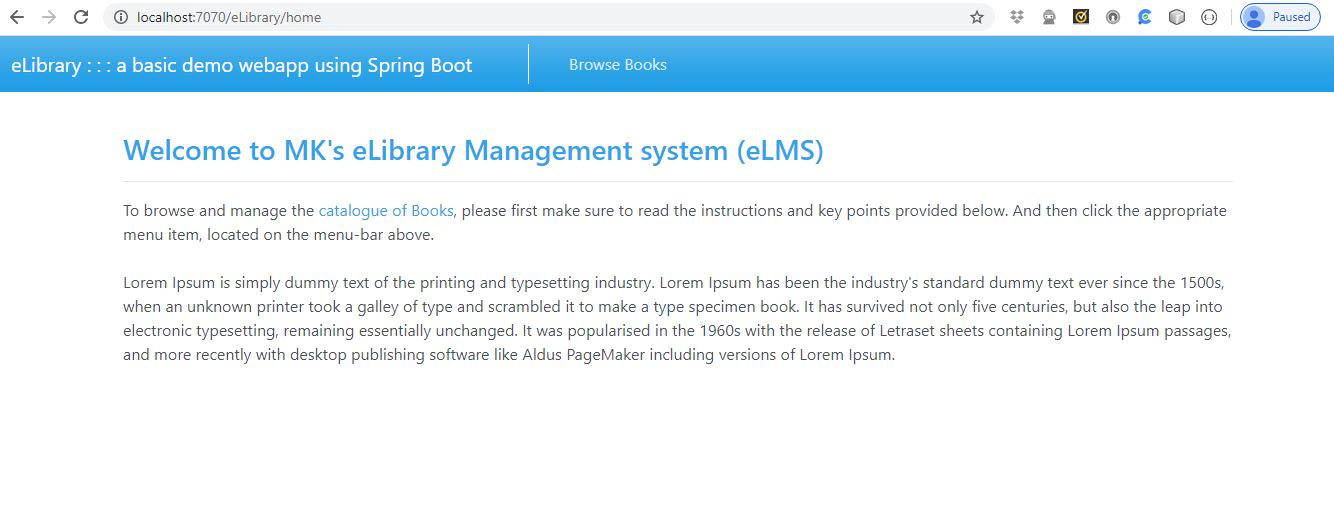 localhost:7070/eLibrary/home
Paused
eLibrary : : : a basic demo webapp using Spring Boot
Browse Books
Welcome to MK's eLibrary Management system (eLMS)
To browse and manage the catalogue of Books, please first make sure to read the instructions and key points provided below. And then click the appropriate
menu item, located on the menu-bar above.
Lorem Ipsum is simply dummy text of the printing and typesetting industry. Lorem Ipsum has been the industry's standard dummy text ever since the 1500s,
when an unknown printer took a galley of type and scrambled it to make a type specimen book. It has survived not only five centuries, but also the leap into
electronic typesetting, remaining essentially unchanged. It was popularised in the 1960s with the release of Letraset sheets containing Lorem Ipsum passages,
and more recently with desktop publishing software like Aldus PageMaker including versions of Lorem Ipsum.